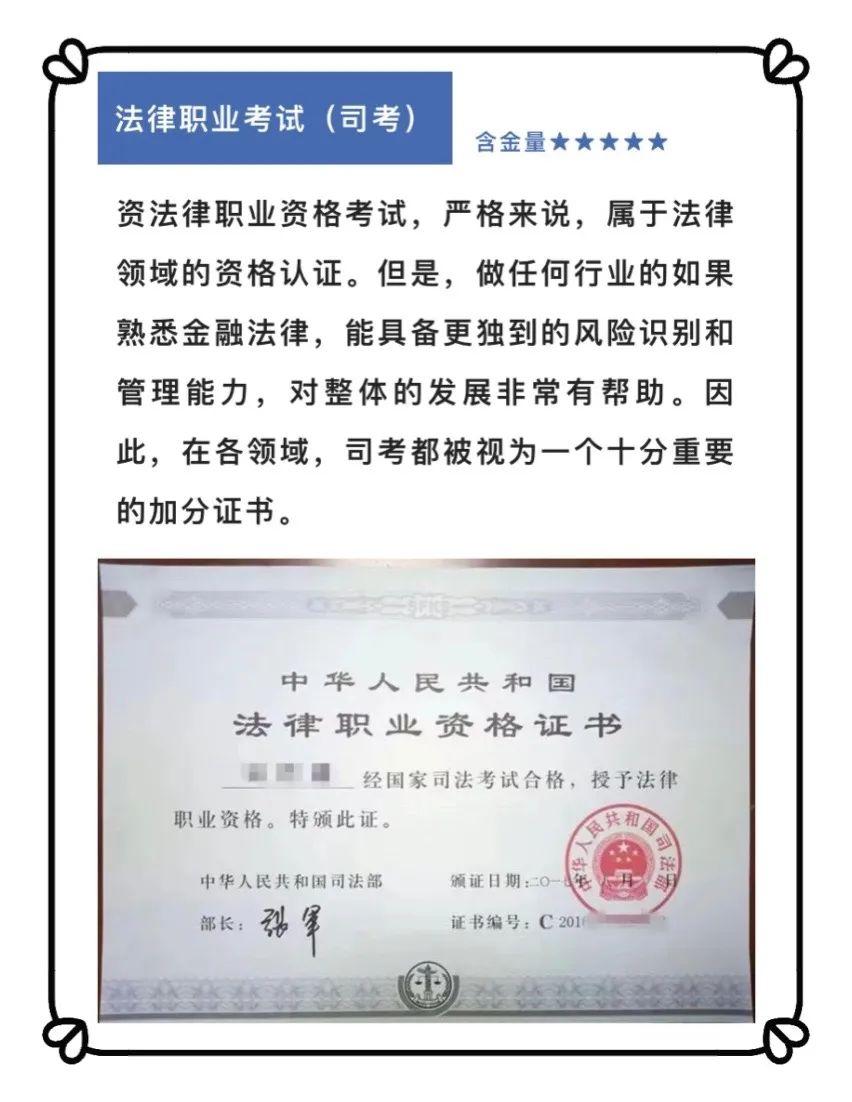 法律职业考试（司考）
含金量★★★★★
资法律职业资格考试，严格来说，属于法律
领域的资格认证。但是，做任何行业的如果
熟悉金融法律，能具备更独到的风险识别和
管理能力，对整体的发展非常有帮助。因
此，在各领域，司考都被视为一个十分重要
的加分证书。
中华人民共和国
法律职业资格证书
经国家司法考试合格，授予法律
职业资格。特颁此证。
中华人民共和国司法部
颁证日期：二〇一七年 八月 日
部长：张军
证书编号：C 201
中华人民共和国司法部